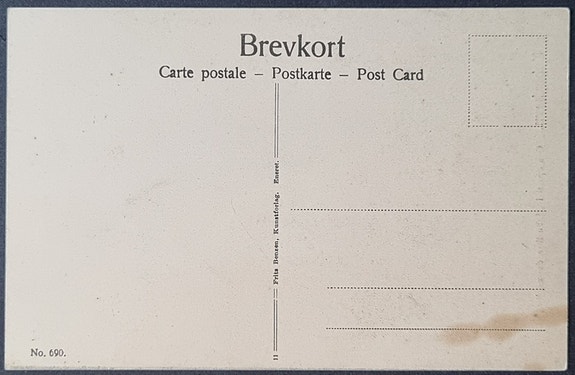 Brevkort
Carte postale – Postkarte – Post Card
Fritz Benzen, Kunstforlag. Eneret.
No. 690.